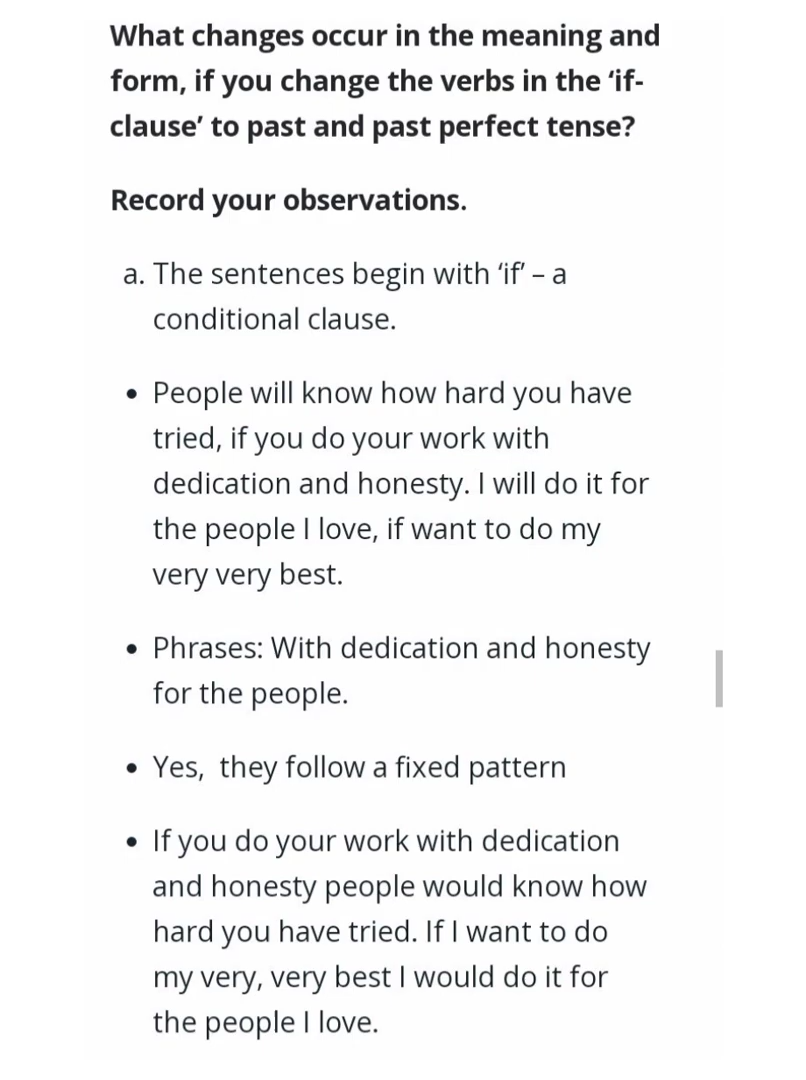 What changes occur in the meaning and
form, if you change the verbs in the ‘if-
clause’ to past and past perfect tense?
Record your observations.
a. The sentences begin with ‘if’ – a
conditional clause.
• People will know how hard you have
tried, if you do your work with
dedication and honesty. I will do it for
the people I love, if want to do my
very very best.
• Phrases: With dedication and honesty
for the people.
• Yes,  they follow a fixed pattern
• If you do your work with dedication
and honesty people would know how
hard you have tried. If I want to do
my very, very best I would do it for
the people I love.